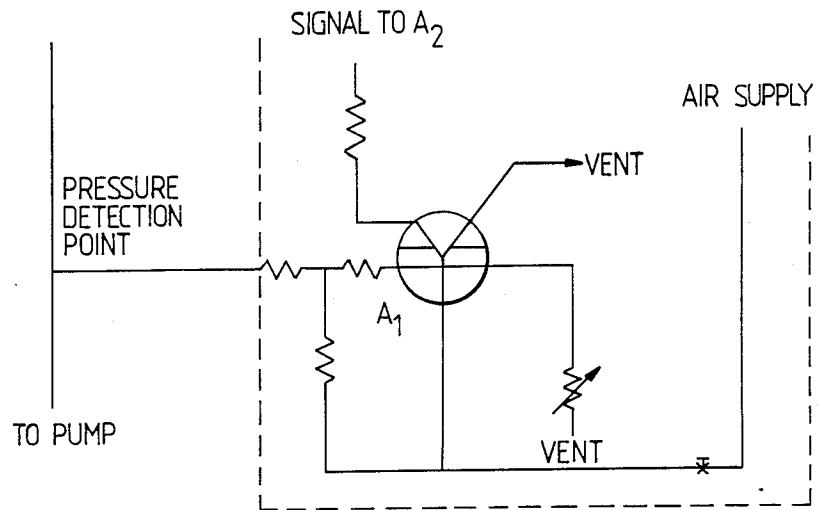 SIGNAL TO A2
AIR SUPPLY
VENT
PRESSURE
DETECTION
POINT
A1
TO PUMP
VENT